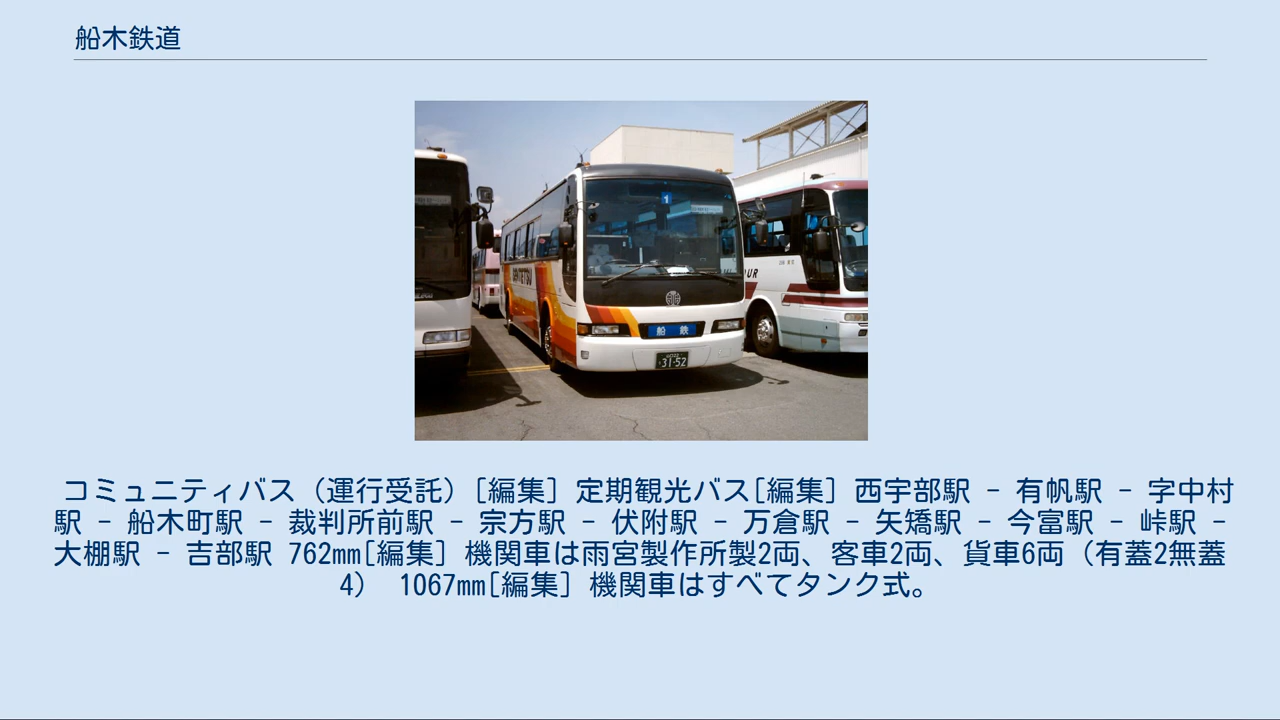 船木鉄道
1
船 鉄
31-52
コミュニティバス（運行受託）[編集] 定期観光バス[編集] 西宇部駅 - 有帆駅 - 字中村
駅 - 船木町駅 - 裁判所前駅 - 宗方駅 - 伏附駅 - 万倉駅 - 矢矯駅 - 今富駅 - 峠駅 -
大棚駅 - 吉部駅 762mm[編集] 機関車は雨宮製作所製2両、客車2両、貨車6両（有蓋2無蓋
4） 1067mm[編集] 機関車はすべてタンク式。